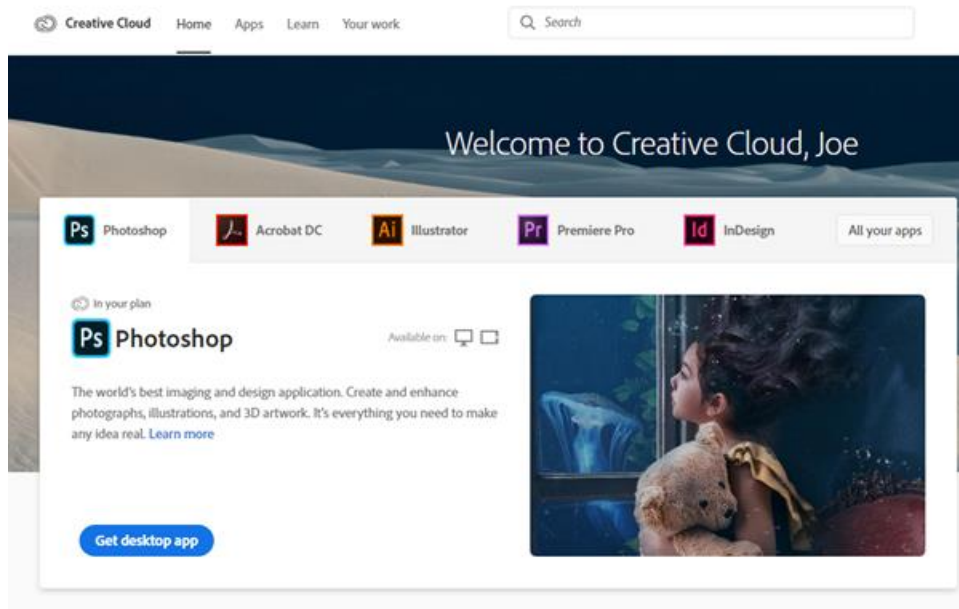 Creative Cloud Home Apps Learn Your work Search
Welcome to Creative Cloud, Joe
Ps Photoshop Acrobat DC Ai Illustrator Pr Premiere Pro Id InDesign All your apps
In your plan
Ps Photoshop Available on:
The world's best imaging and design application. Create and enhance
photographs, illustrations, and 3D artwork. It's everything you need to make
any idea real. Learn more
Get desktop app